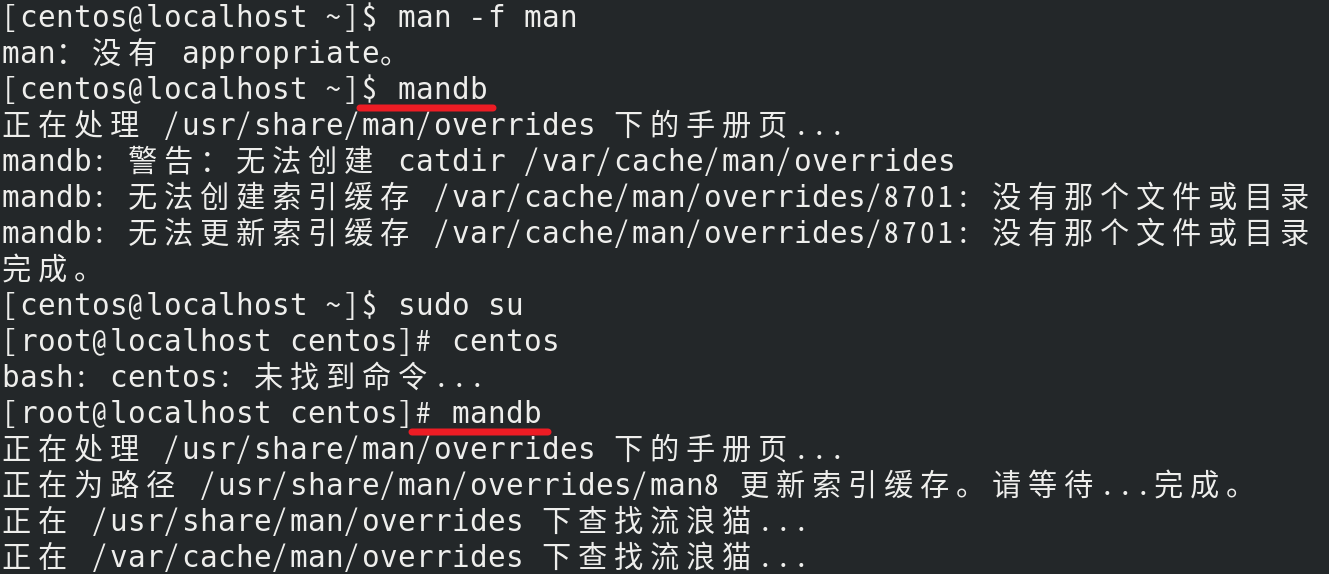 [centos@localhost ~]$ man -f man
man：没有 appropriate。
[centos@localhost ~]$ mandb
正在处理 /usr/share/man/overrides 下的手册页...
mandb: 警告：无法创建 catdir /var/cache/man/overrides
mandb: 无法创建索引缓存 /var/cache/man/overrides/8701: 没有那个文件或目录
mandb: 无法更新索引缓存 /var/cache/man/overrides/8701: 没有那个文件或目录
完成。
[centos@localhost ~]$ sudo su
[root@localhost centos]# centos
bash: centos: 未找到命令...
[root@localhost centos]# mandb
正在处理 /usr/share/man/overrides 下的手册页...
正在为路径 /usr/share/man/overrides/man8 更新索引缓存。请等待...完成。
正在 /usr/share/man/overrides 下查找流浪猫...
正在 /var/cache/man/overrides 下查找流浪猫...